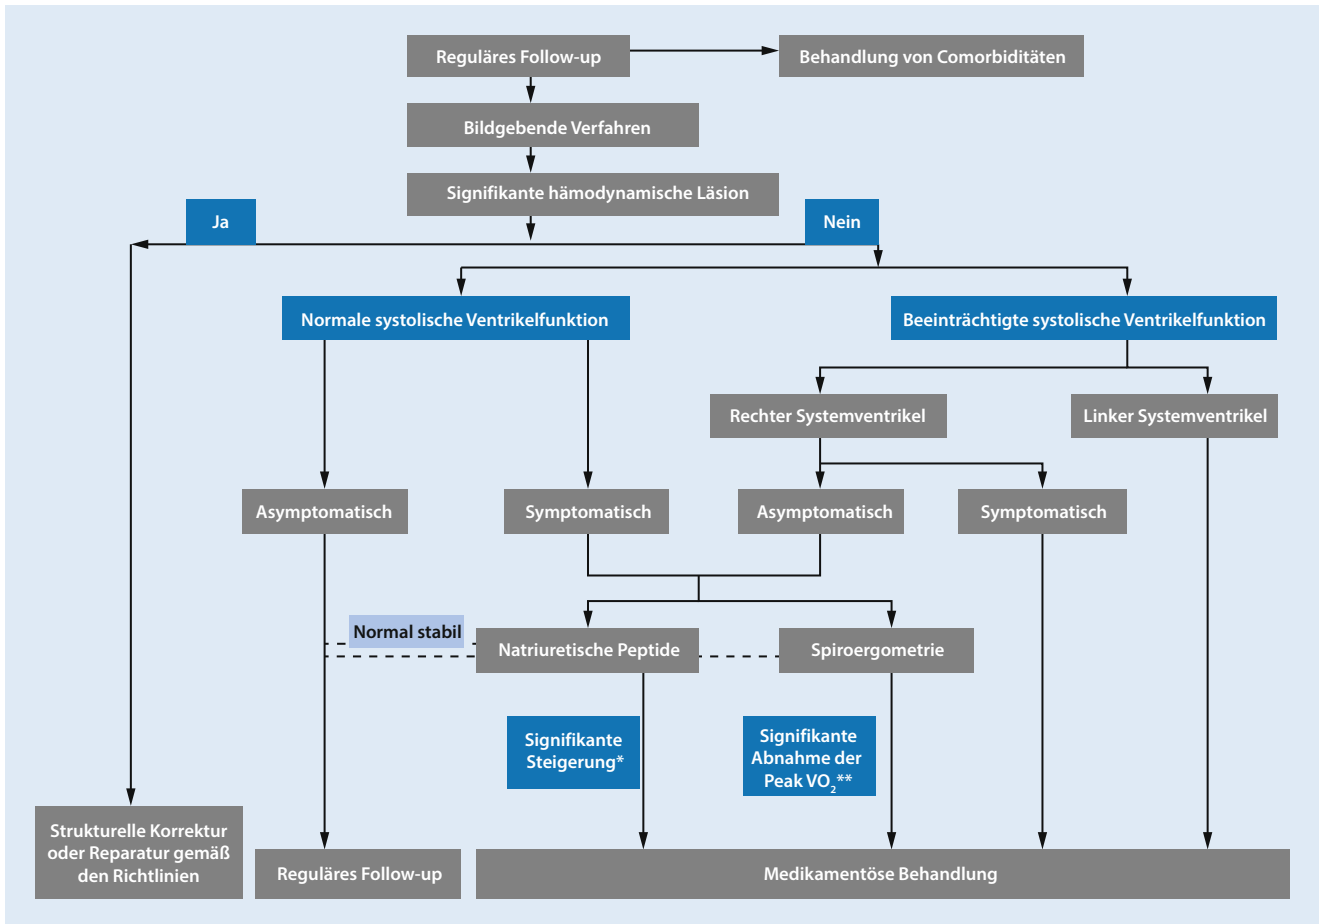 Reguläres Follow-up
Behandlung von Comorbiditäten
Bildgebende Verfahren
Signifikante hämodynamische Läsion
Ja
Nein
Normale systolische Ventrikelfunktion
Beeinträchtigte systolische Ventrikelfunktion
Rechter Systemventrikel
Linker Systemventrikel
Asymptomatisch
Symptomatisch
Asymptomatisch
Symptomatisch
Normal stabil
Natriuretische Peptide
Spiroergometrie
Signifikante
Steigerung*
Signifikante
Abnahme der
Peak VO₂**
Strukturelle Korrektur
oder Reparatur gemäß
den Richtlinien
Reguläres Follow-up
Medikamentöse Behandlung